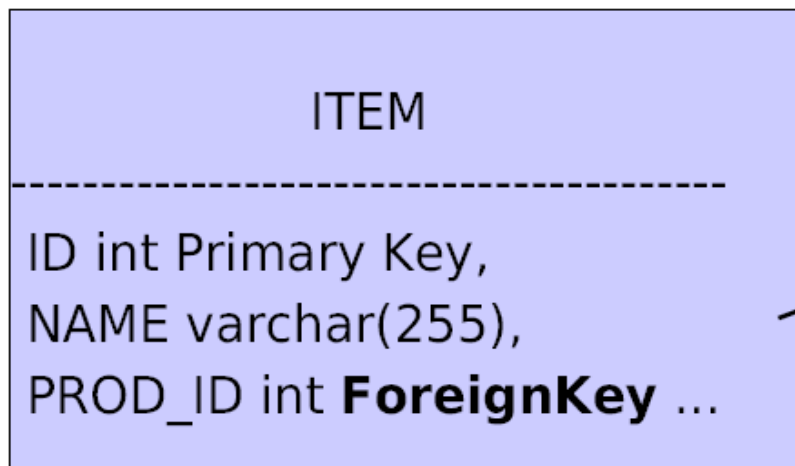 ITEM
----------------------------------------
ID int Primary Key,
NAME varchar(255),
PROD_ID int ForeignKey ...